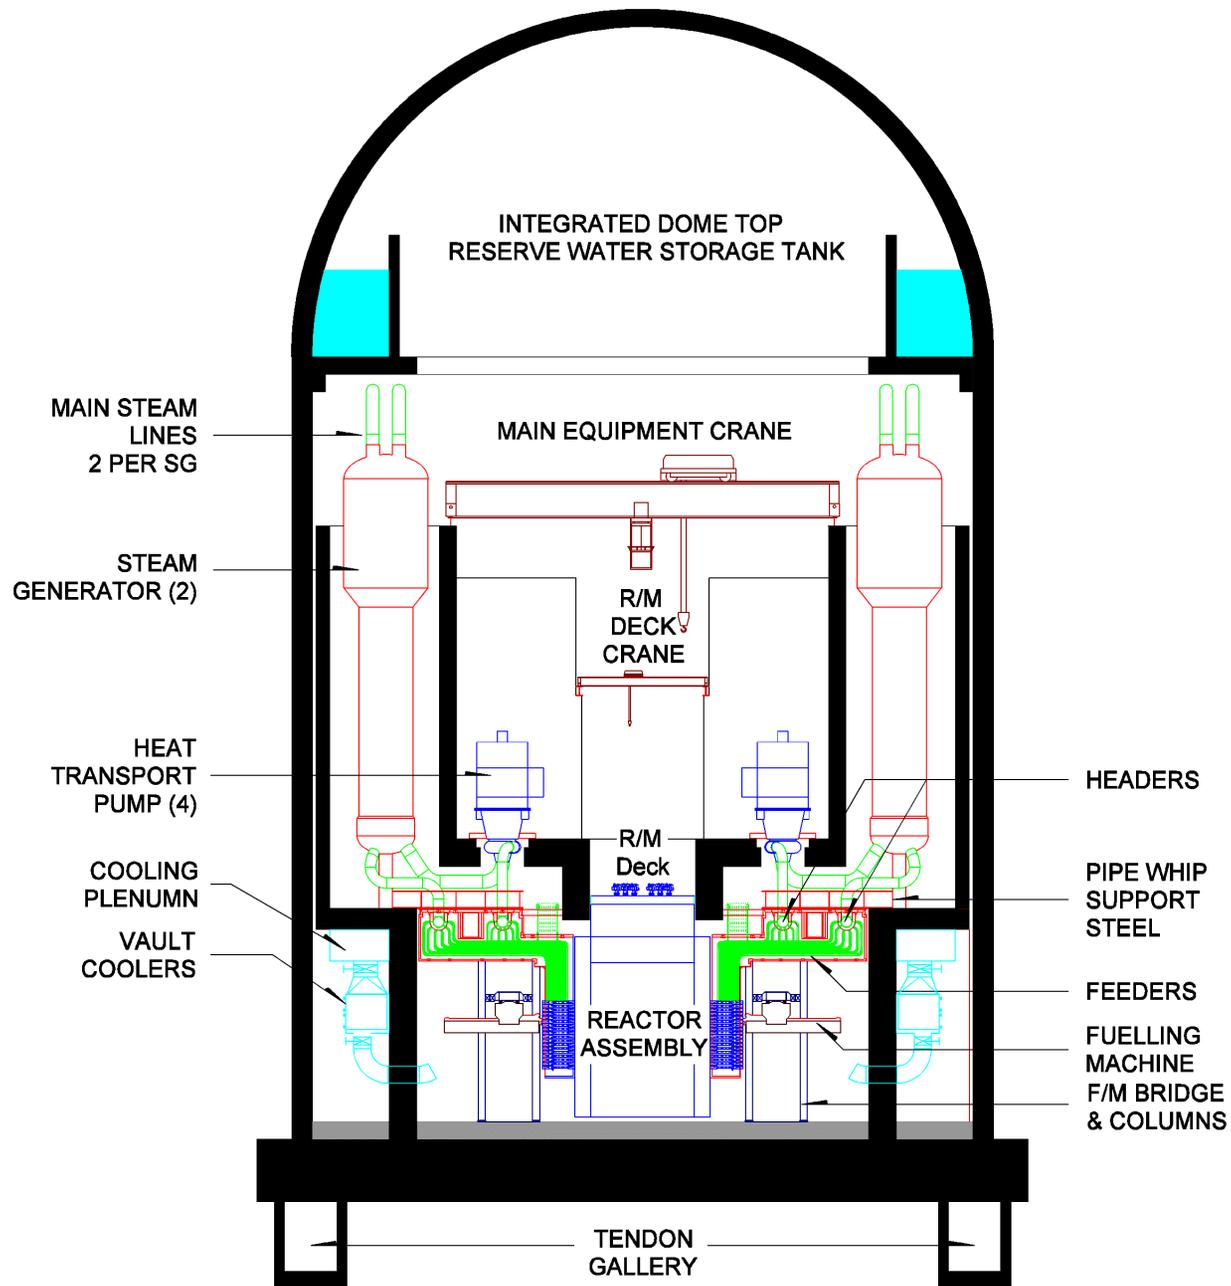 INTEGRATED DOME TOP
RESERVE WATER STORAGE TANK
MAIN STEAM
LINES
2 PER SG
MAIN EQUIPMENT CRANE
STEAM
GENERATOR (2)
R/M
DECK
CRANE
HEAT
TRANSPORT
PUMP (4)
HEADERS
R/M
Deck
COOLING
PLENUMN
PIPE WHIP
SUPPORT
STEEL
VAULT
COOLERS
FEEDERS
REACTOR
ASSEMBLY
FUELLING
MACHINE
F/M BRIDGE
& COLUMNS
TENDON
GALLERY